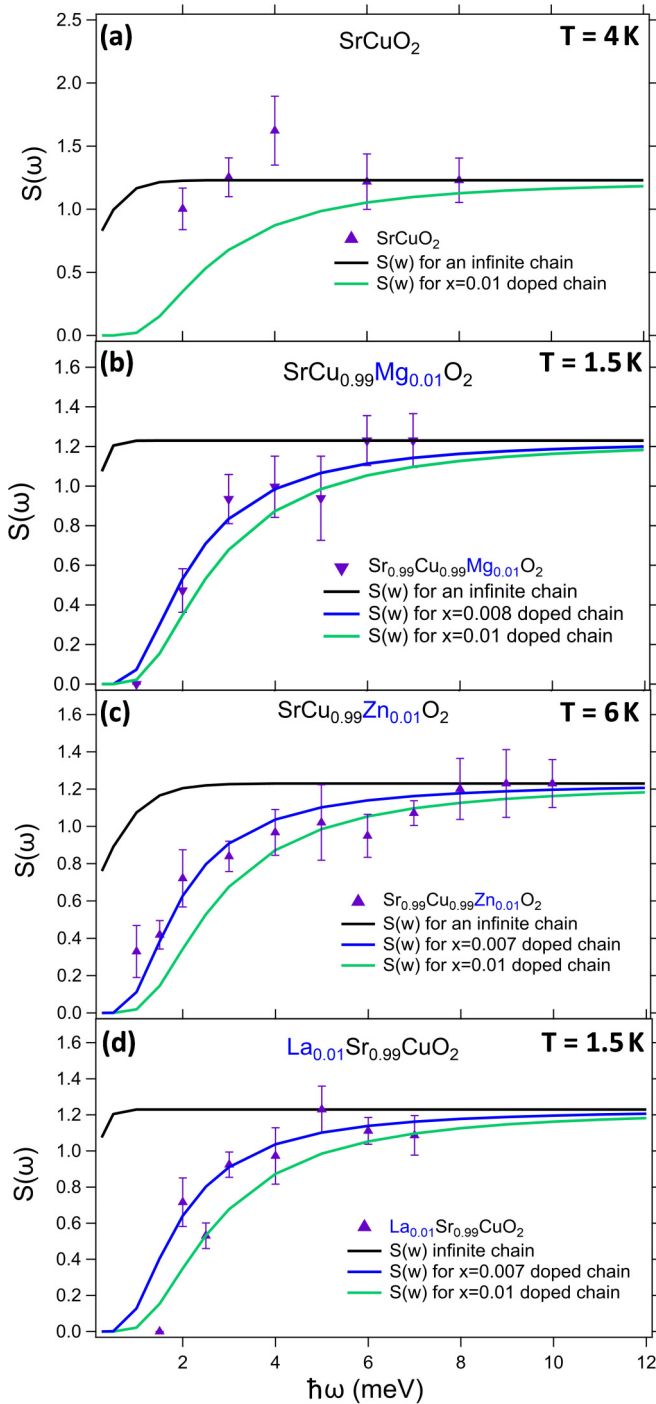 (a)
SrCuO₂
T = 4 K
2.5
2.0
1.5
1.0
0.5
0.0
S(ω)
SrCuO₂
S(w) for an infinite chain
S(w) for x=0.01 doped chain
(b)
SrCu₀.₉₉Mg₀.₀₁O₂
T = 1.5 K
1.6
1.4
1.2
1.0
0.8
0.6
0.4
0.2
0.0
S(ω)
Sr₀.₉₉Cu₀.₉₉Mg₀.₀₁O₂
S(w) for an infinite chain
S(w) for x=0.008 doped chain
S(w) for x=0.01 doped chain
(c)
SrCu₀.₉₉Zn₀.₀₁O₂
T = 6 K
1.6
1.4
1.2
1.0
0.8
0.6
0.4
0.2
0.0
S(ω)
Sr₀.₉₉Cu₀.₉₉Zn₀.₀₁O₂
S(w) for an infinite chain
S(w) for x=0.007 doped chain
S(w) for x=0.01 doped chain
(d)
La₀.₀₁Sr₀.₉₉CuO₂
T = 1.5 K
1.6
1.4
1.2
1.0
0.8
0.6
0.4
0.2
0.0
S(ω)
La₀.₀₁Sr₀.₉₉CuO₂
S(w) infinite chain
S(w) for x=0.007 doped chain
S(w) for x=0.01 doped chain
2 4 6 8 10 12
ħω (meV)